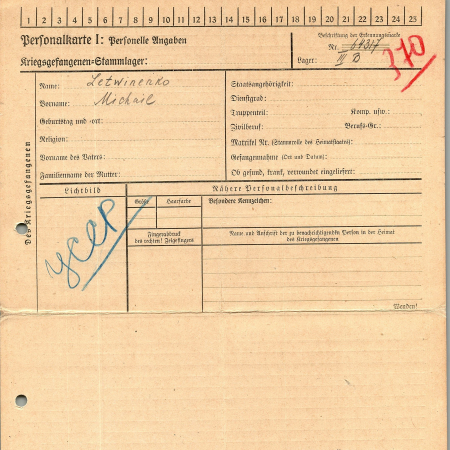 1 2 3 4 5 6 7 8 9 10 11 12 13 14 15 16 17 18 19 20 21 22 23 24 25
Personalkarte I: Personelle Angaben
Kriegsgefangenen=Stammlager:
Beschriftung der Erkennungsmarke
Nr. 64317
Lager: III D
370
Des Kriegsgefangenen
Name: Letwinenko
Vorname: Michail
Geburtstag und =ort:
Religion:
Vorname des Vaters:
Familienname der Mutter:
Staatsangehörigkeit:
Dienstgrad:
Truppenteil: Komp. usw.:
Zivilberuf: Berufs-Gr.:
Matrikel Nr. (Stammrolle des Heimatstaates):
Gefangennahme (Ort und Datum):
Ob gesund, krank, verwundet eingeliefert:
Lichtbild
Nähere Personalbeschreibung
Größe Haarfarbe Besondere Kennzeichen:
Fingerabdruck
des rechten! Zeigefingers
Name und Anschrift der zu benachrichtigenden Person in der Heimat
des Kriegsgefangenen
Wenden!